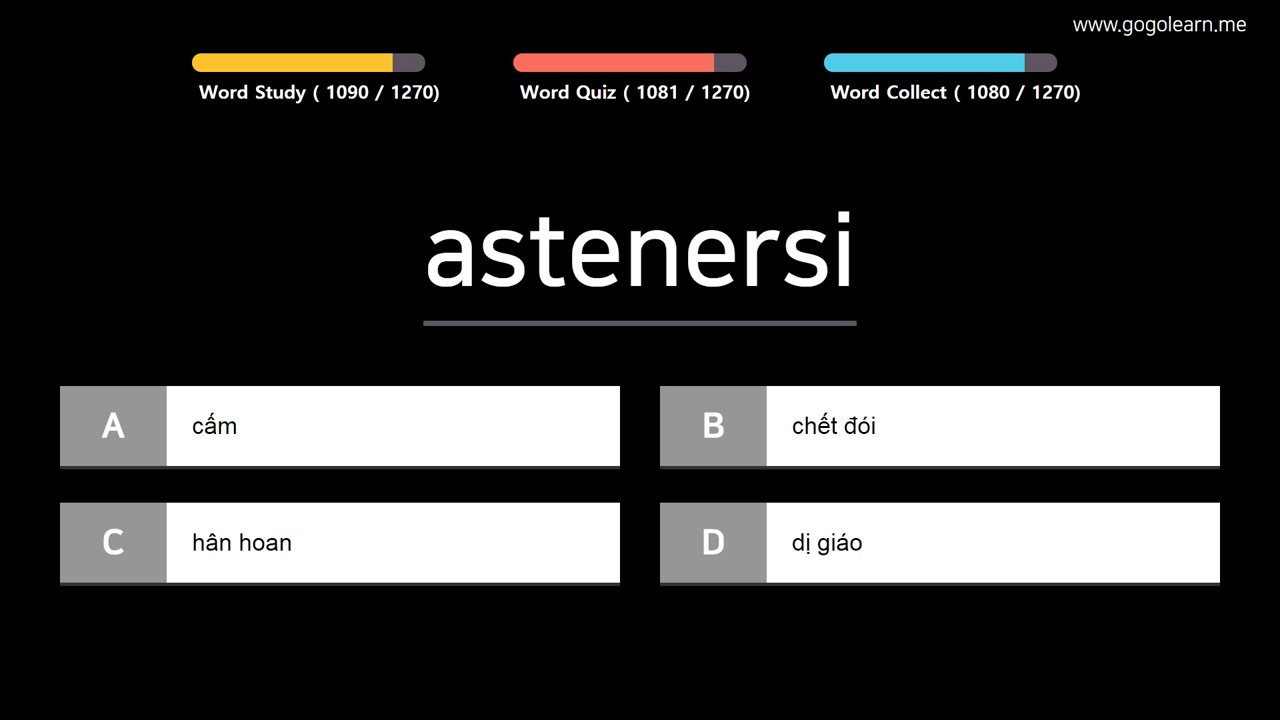 www.gogolearn.me
Word Study ( 1090 / 1270)
Word Quiz ( 1081 / 1270)
Word Collect ( 1080 / 1270)
astenersi
A cấm
B chết đói
C hân hoan
D dị giáo